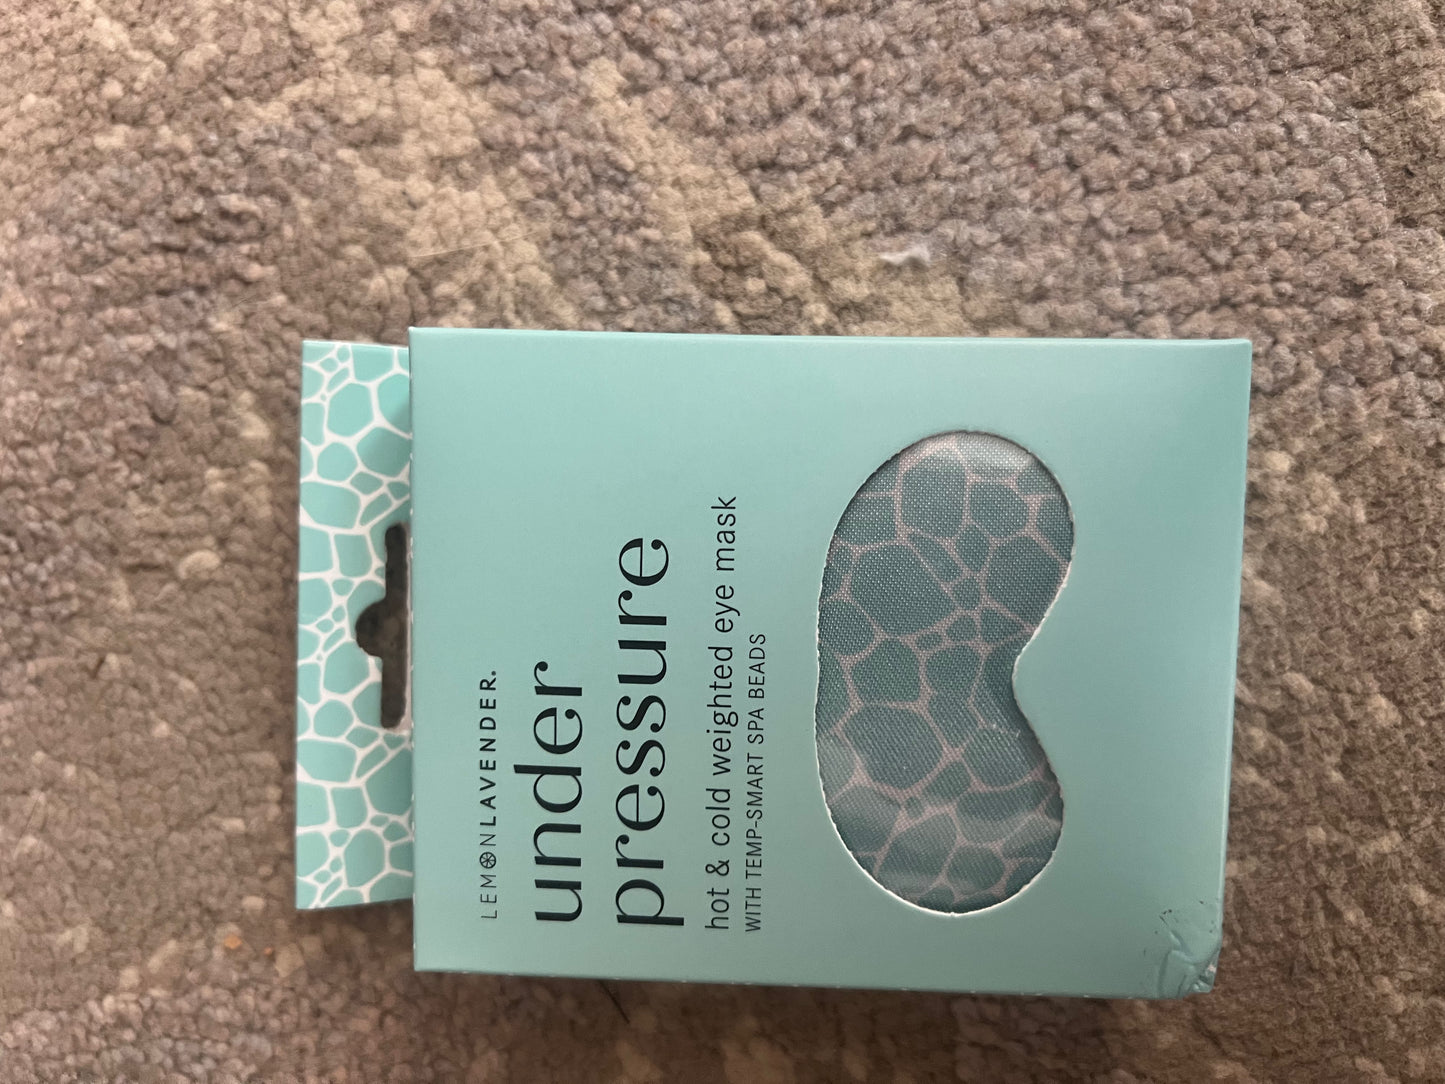 LEMONLAVENDER.
under
pressure
hot & cold weighted eye mask
WITH TEMP-SMART SPA BEADS